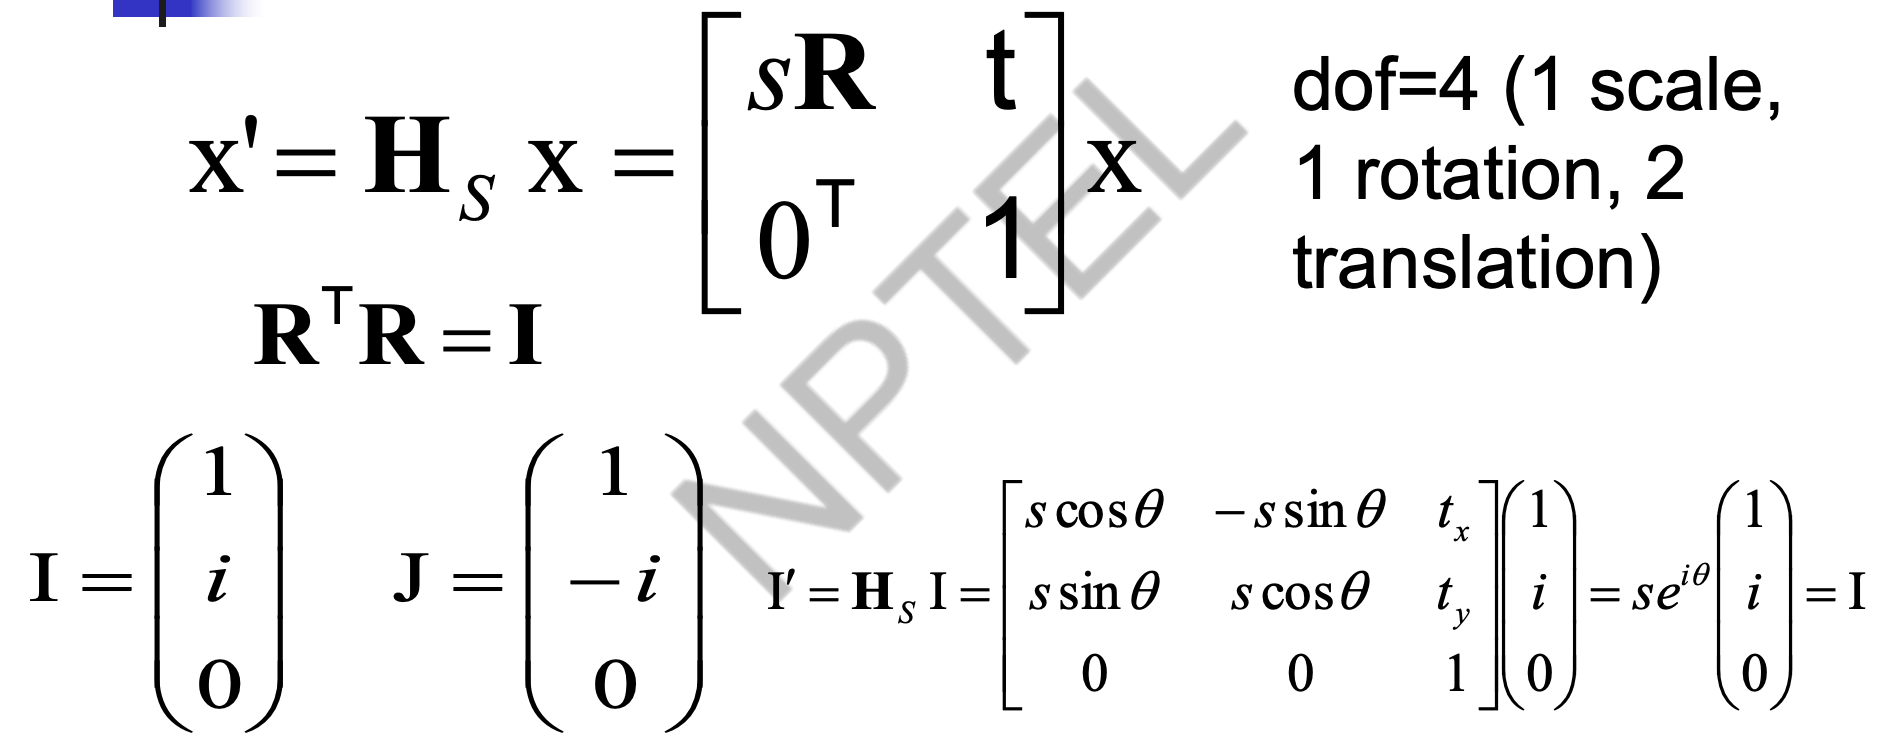 x' = H_S x = [ sR t ; 0^T 1 ] x
dof=4 (1 scale,
1 rotation, 2
translation)
R^T R = I
I = ( 1 ; i ; 0 ) J = ( 1 ; −i ; 0 ) I′ = H_S I = [ s cosθ −s sinθ t_x ; s sinθ s cosθ t_y ; 0 0 1 ] ( 1 ; i ; 0 ) = se^{iθ} ( 1 ; i ; 0 ) = I
NPTEL